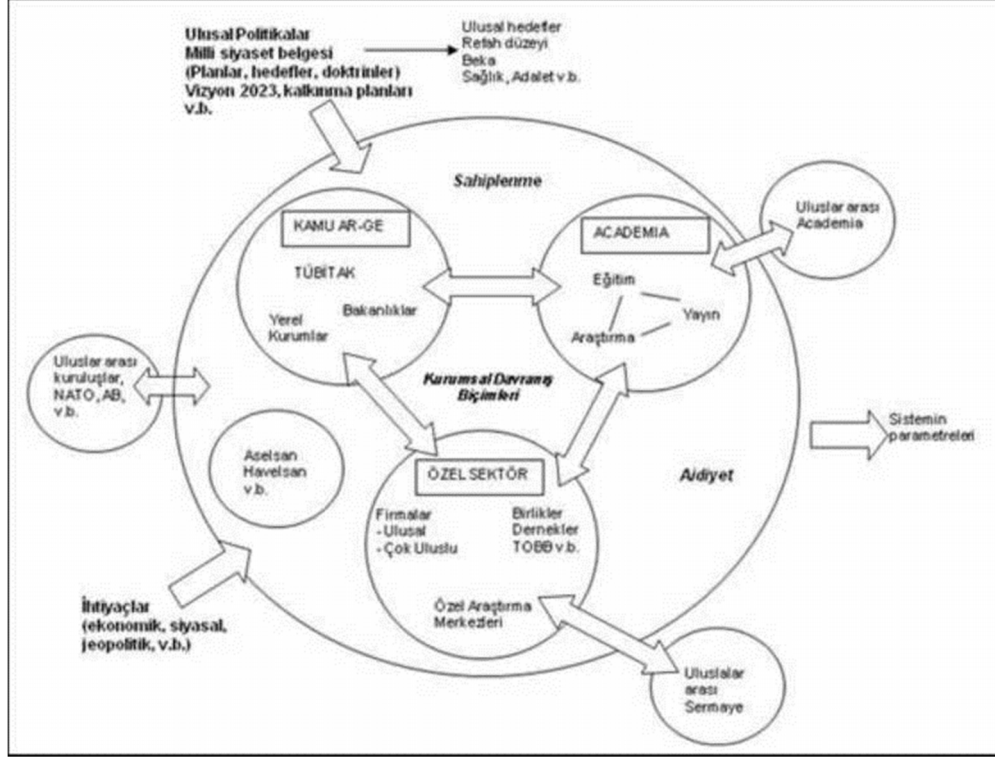 Ulusal Politikalar
Milli siyaset belgesi
(Planlar, hedefler, doktrinler)
Vizyon 2023, kalkınma planları
v.b.
Ulusal hedefler
Refah düzeyi
Beka
Sağlık, Adalet v.b.
Sahiplenme
KAMU AR-GE
TÜBİTAK
Bakanlıklar
Yerel
Kurumlar
ACADEMIA
Eğitim
Yayın
Araştırma
Uluslar arası
Academia
Uluslar arası
kuruluşlar,
NATO, AB,
v.b.
Kurumsal Davranış
Biçimleri
Aselsan
Havelsan
v.b.
ÖZEL SEKTÖR
Firmalar
-Ulusal
-Çok Uluslu
Birlikler
Dernekler
TOBB v.b.
Özel Araştırma
Merkezleri
Aidiyet
Sistemin
parametreleri
İhtiyaçlar
(ekonomik, siyasal,
jeopolitik, v.b.)
Uluslalar
arası
Sermaye